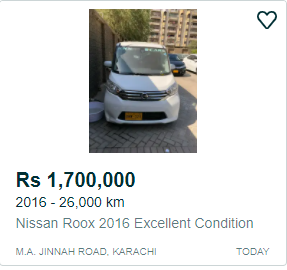 Rs 1,700,000
2016 - 26,000 km
Nissan Roox 2016 Excellent Condition
M.A. JINNAH ROAD, KARACHI TODAY